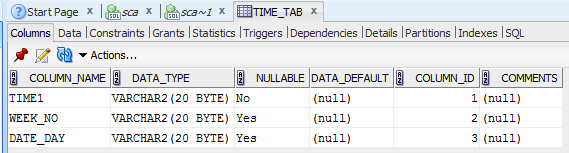 Start Page sca sca~1 TIME_TAB
Columns Data Constraints Grants Statistics Triggers Dependencies Details Partitions Indexes SQL
Actions...
COLUMN_NAME DATA_TYPE NULLABLE DATA_DEFAULT COLUMN_ID COMMENTS
TIME1 VARCHAR2(20 BYTE) No (null) 1 (null)
WEEK_NO VARCHAR2(20 BYTE) Yes (null) 2 (null)
DATE_DAY VARCHAR2(20 BYTE) Yes (null) 3 (null)